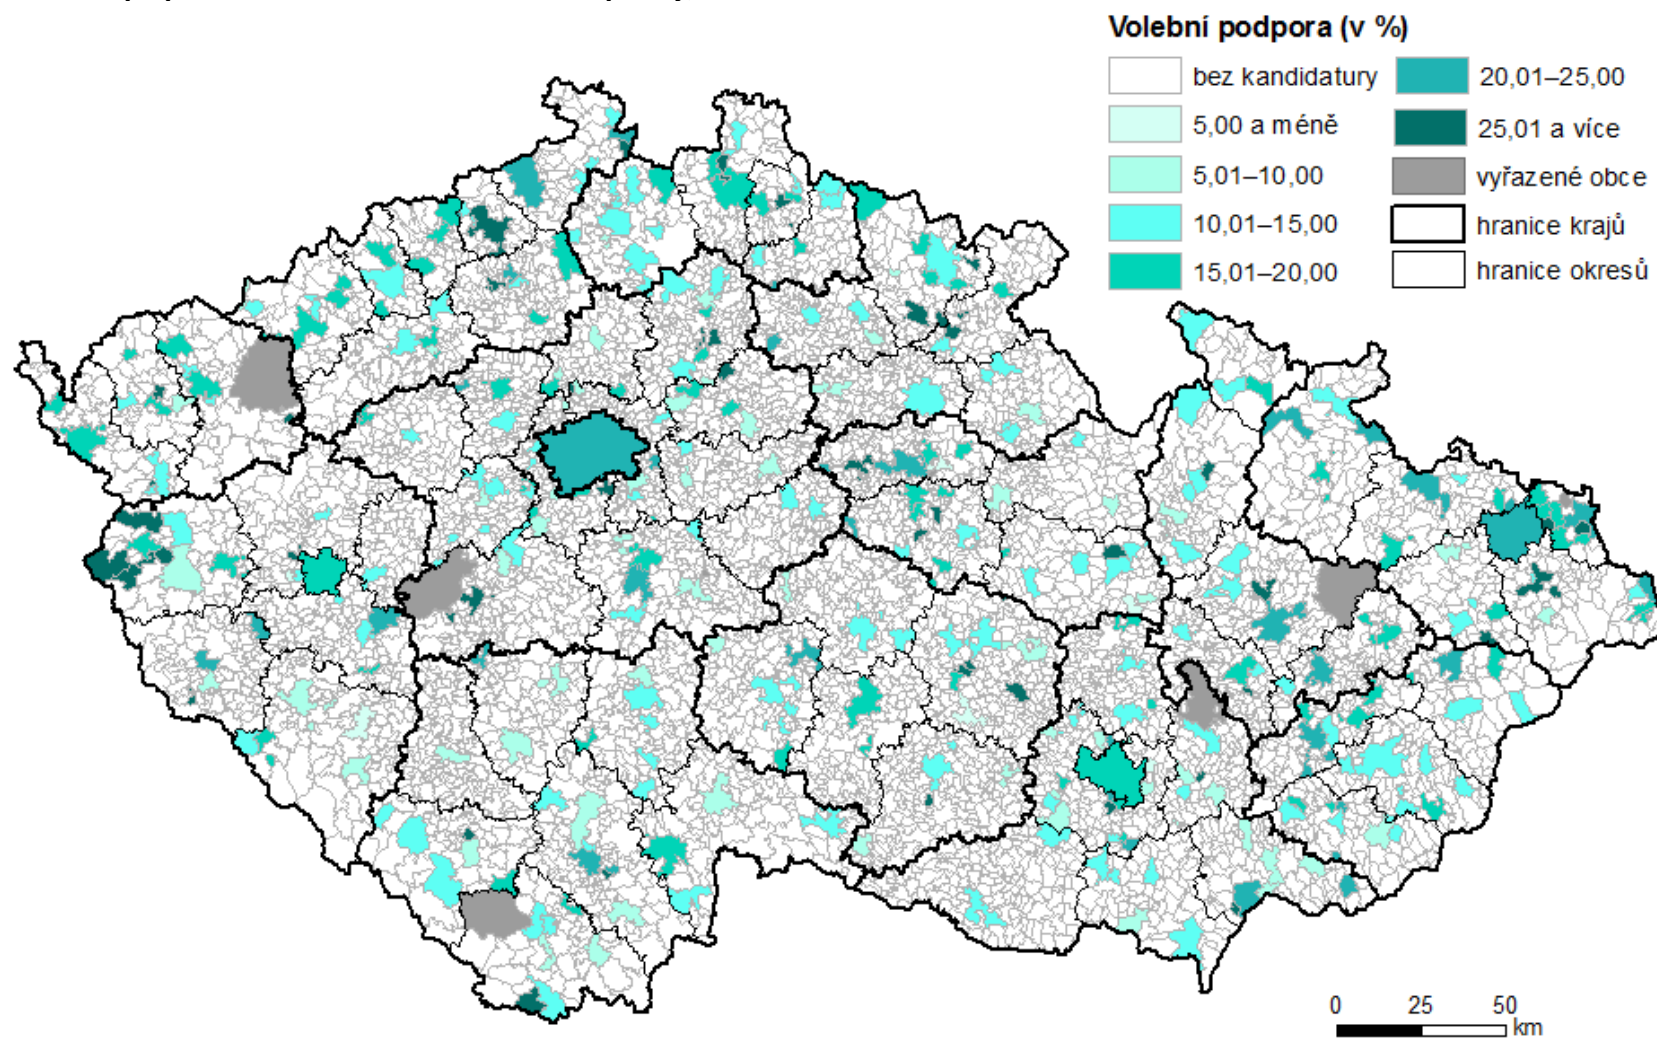 Volební podpora (v %)
bez kandidatury
5,00 a méně
5,01–10,00
10,01–15,00
15,01–20,00
20,01–25,00
25,01 a více
vyřazené obce
hranice krajů
hranice okresů
0 25 50
km